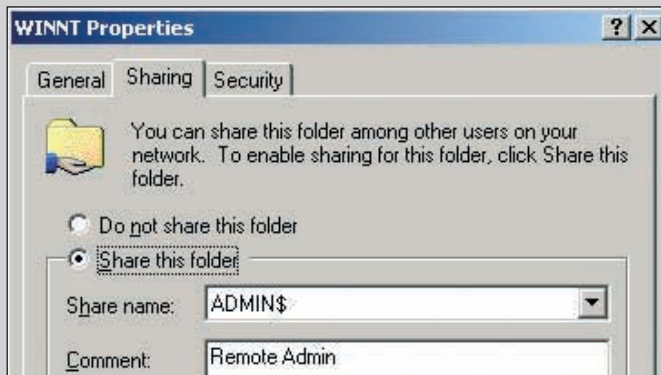 WINNT Properties
General Sharing Security
You can share this folder among other users on your
network. To enable sharing for this folder, click Share this
folder.
Do not share this folder
Share this folder
Share name: ADMIN$
Comment: Remote Admin